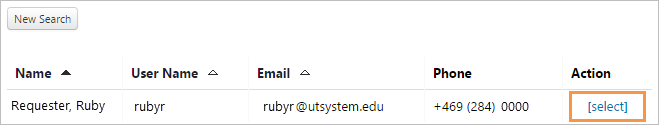 New Search
Name User Name Email Phone Action
Requester, Ruby rubyr rubyr@utsystem.edu +469 (284) 0000 [select]